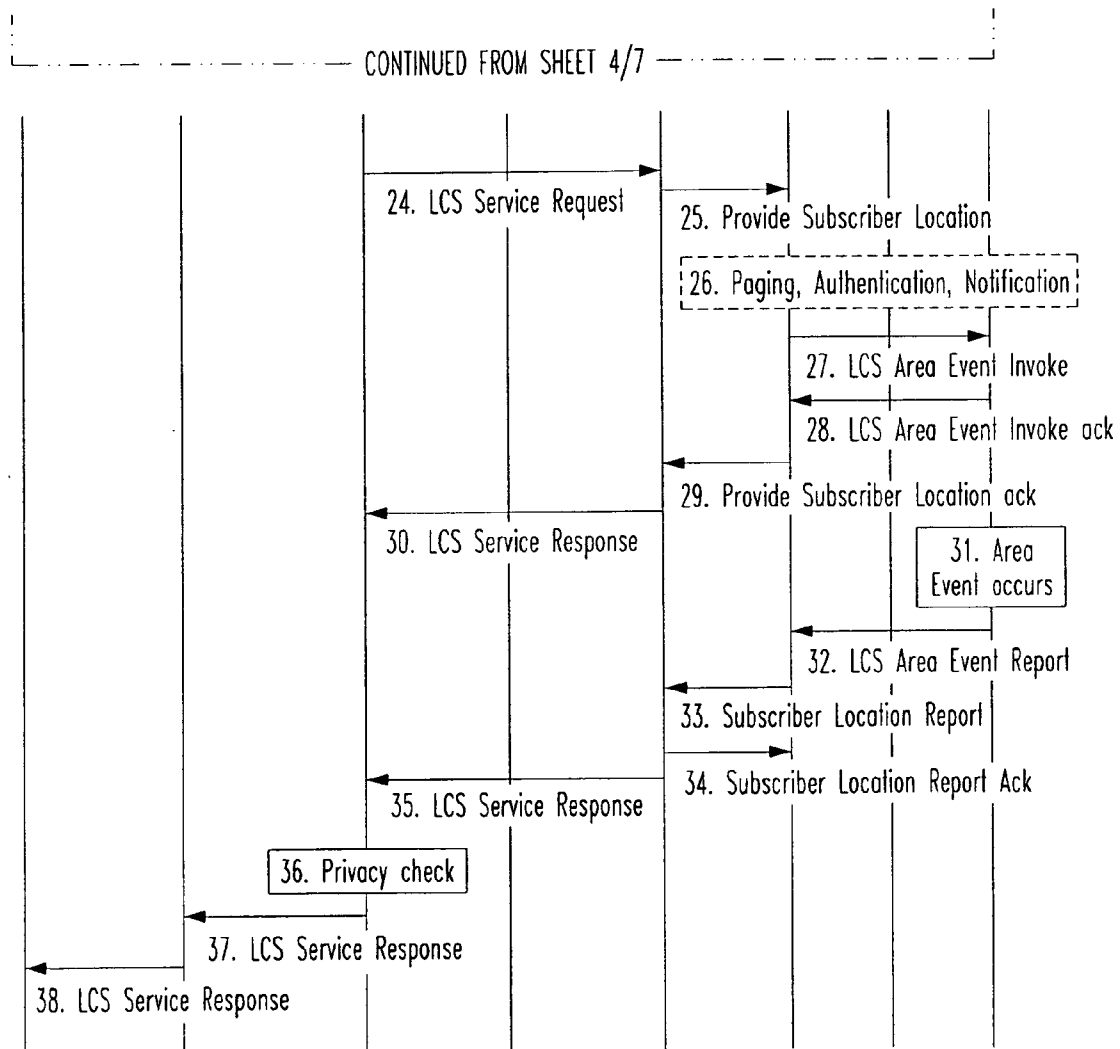 CONTINUED FROM SHEET 4/7
24. LCS Service Request
25. Provide Subscriber Location
26. Paging, Authentication, Notification
27. LCS Area Event Invoke
28. LCS Area Event Invoke ack
29. Provide Subscriber Location ack
30. LCS Service Response
31. Area
Event occurs
32. LCS Area Event Report
33. Subscriber Location Report
34. Subscriber Location Report Ack
35. LCS Service Response
36. Privacy check
37. LCS Service Response
38. LCS Service Response